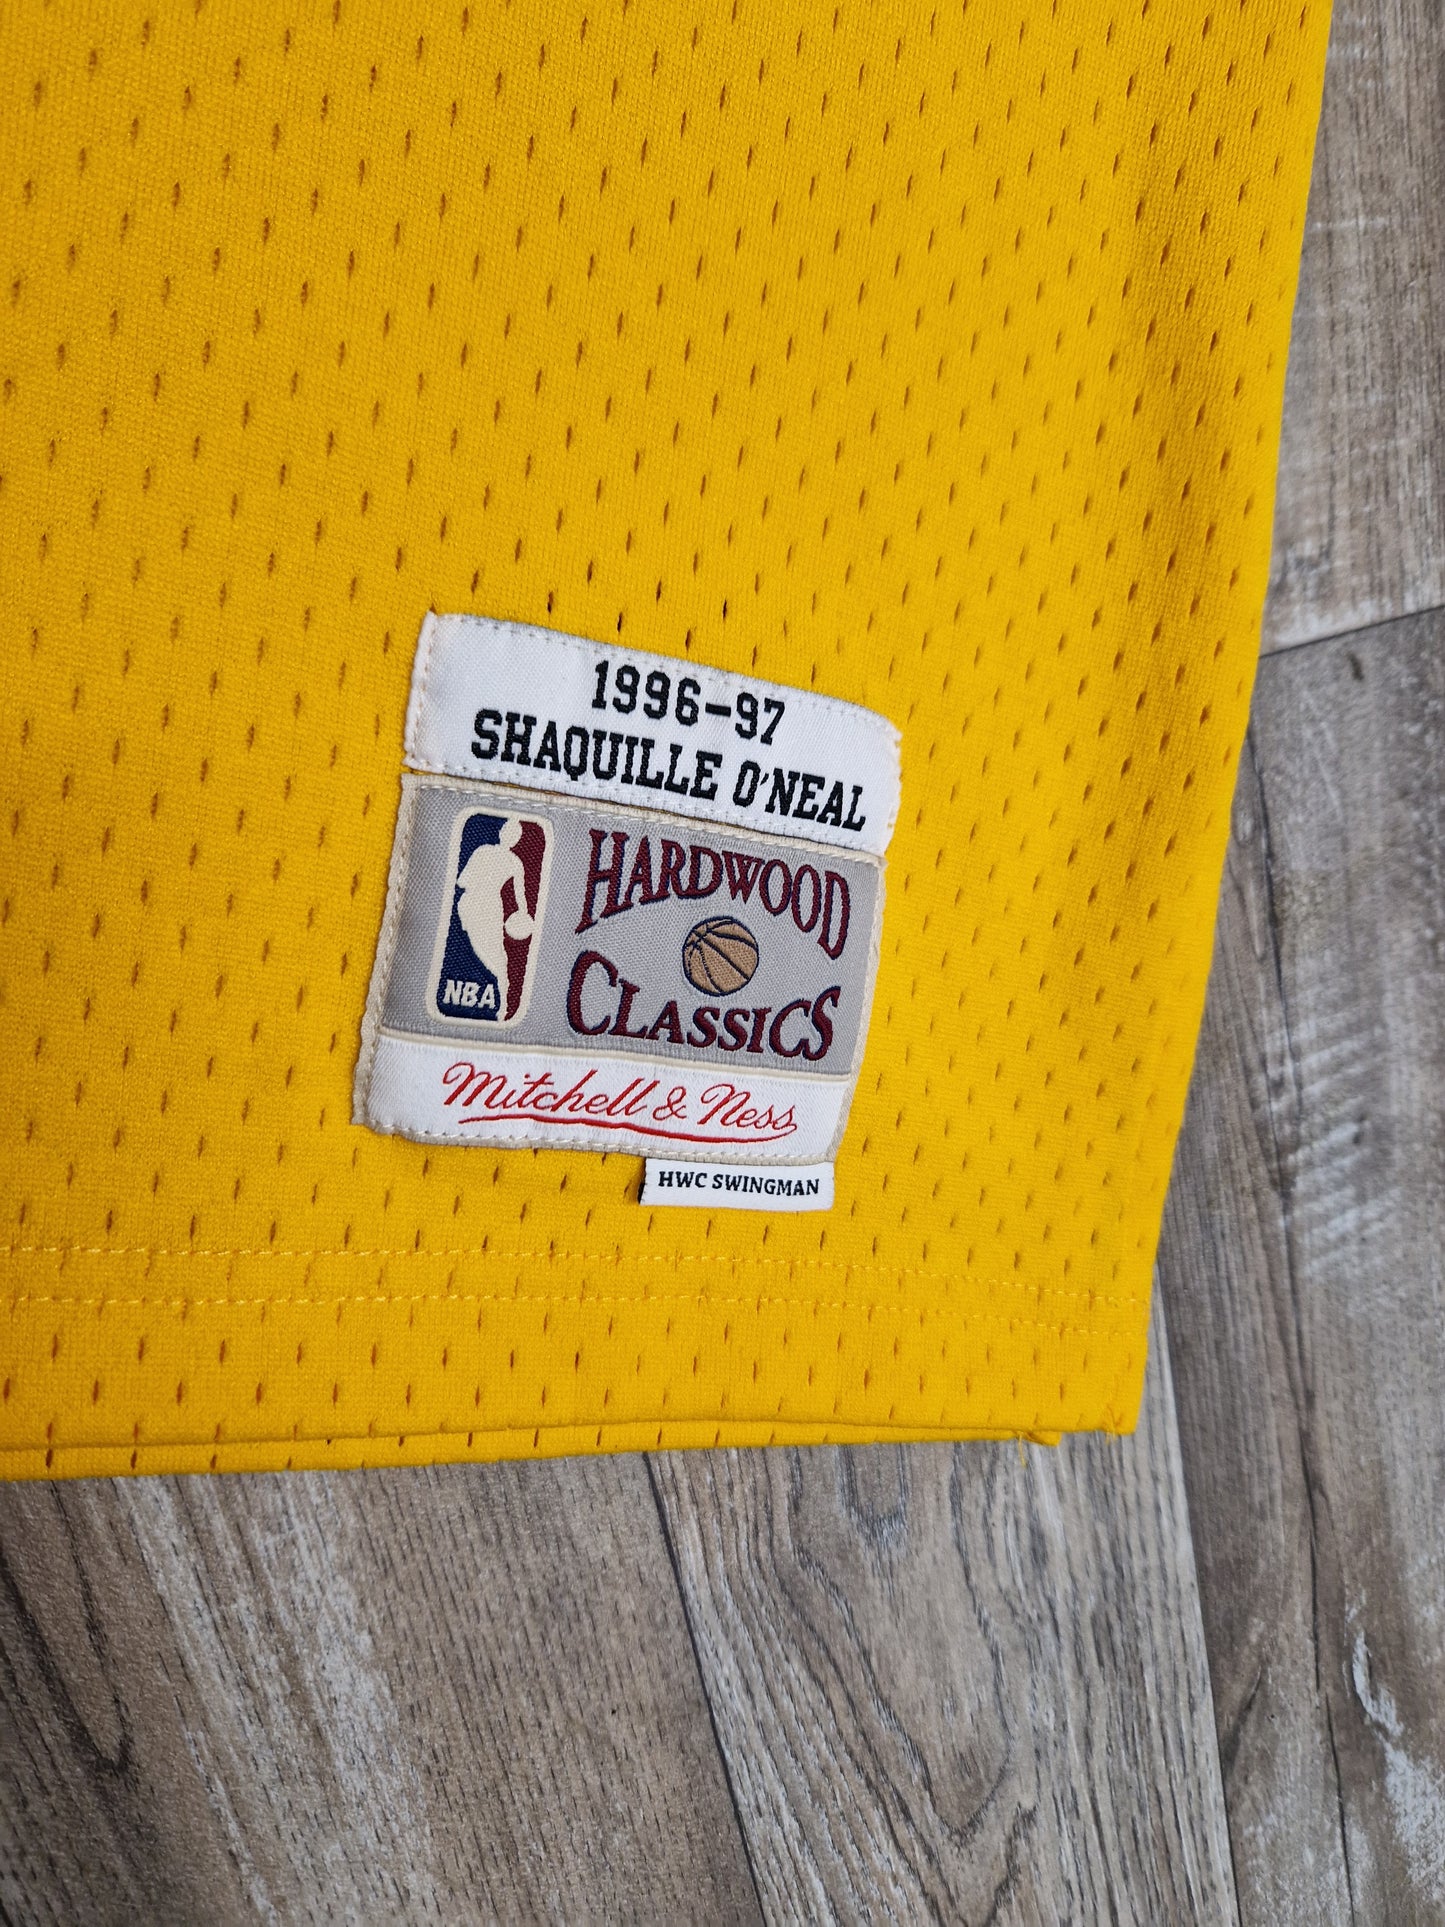 1996-97
SHAQUILLE O'NEAL
HARDWOOD
CLASSICS
NBA
Mitchell & Ness
HWC SWINGMAN